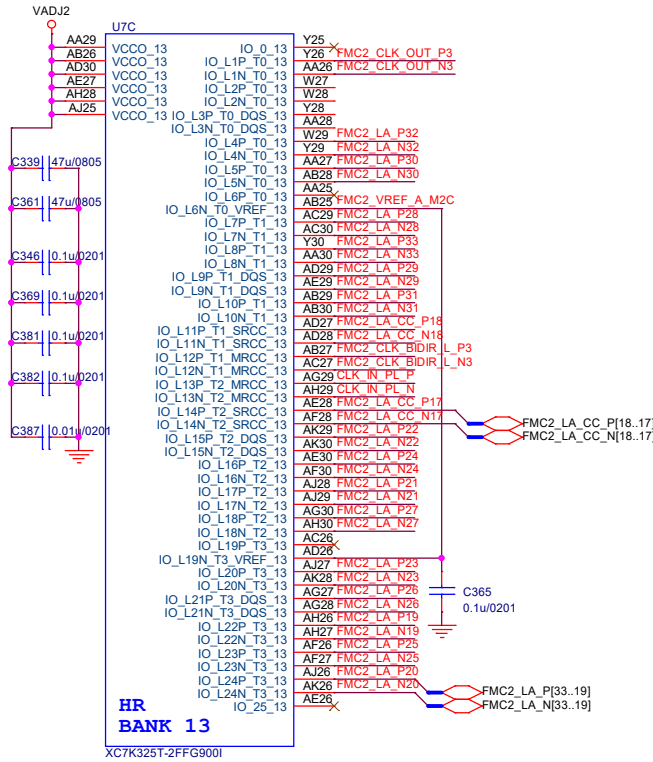 VADJ2
U7C
AA29 VCCO_13 IO_0_13 Y25
AB26 VCCO_13 IO_L1P_T0_13 Y26 FMC2_CLK_OUT_P3
AD30 VCCO_13 IO_L1N_T0_13 AA26 FMC2_CLK_OUT_N3
AE27 VCCO_13 IO_L2P_T0_13 W27
AH28 VCCO_13 IO_L2N_T0_13 W28
AJ25 VCCO_13 IO_L3P_T0_DQS_13 Y28
IO_L3N_T0_DQS_13 AA28
IO_L4P_T0_13 W29 FMC2_LA_P32
IO_L4N_T0_13 Y29 FMC2_LA_N32
C339 47u/0805 IO_L5P_T0_13 AA27 FMC2_LA_P30
IO_L5N_T0_13 AB28 FMC2_LA_N30
IO_L6P_T0_13 AA25
C361 47u/0805 IO_L6N_T0_VREF_13 AB25 FMC2_VREF_A_M2C
IO_L7P_T1_13 AC29 FMC2_LA_P28
IO_L7N_T1_13 AC30 FMC2_LA_N28
IO_L8P_T1_13 Y30 FMC2_LA_P33
C346 0.1u/0201 IO_L8N_T1_13 AA30 FMC2_LA_N33
IO_L9P_T1_DQS_13 AD29 FMC2_LA_P29
IO_L9N_T1_DQS_13 AE29 FMC2_LA_N29
C369 0.1u/0201 IO_L10P_T1_13 AB29 FMC2_LA_P31
IO_L10N_T1_13 AB30 FMC2_LA_N31
IO_L11P_T1_SRCC_13 AD27 FMC2_LA_CC_P18
C381 0.1u/0201 IO_L11N_T1_SRCC_13 AD28 FMC2_LA_CC_N18
IO_L12P_T1_MRCC_13 AB27 FMC2_CLK_BIDIR_L_P3
IO_L12N_T1_MRCC_13 AC27 FMC2_CLK_BIDIR_L_N3
C382 0.1u/0201 IO_L13P_T2_MRCC_13 AG29 CLK_IN_PL_P
IO_L13N_T2_MRCC_13 AH29 CLK_IN_PL_N
IO_L14P_T2_SRCC_13 AE28 FMC2_LA_CC_P17
IO_L14N_T2_SRCC_13 AF28 FMC2_LA_CC_N17 FMC2_LA_CC_P[18..17]
C387 0.01u/0201 IO_L15P_T2_DQS_13 AK29 FMC2_LA_P22 FMC2_LA_CC_N[18..17]
IO_L15N_T2_DQS_13 AK30 FMC2_LA_N22
IO_L16P_T2_13 AE30 FMC2_LA_P24
IO_L16N_T2_13 AF30 FMC2_LA_N24
IO_L17P_T2_13 AJ28 FMC2_LA_P21
IO_L17N_T2_13 AJ29 FMC2_LA_N21
IO_L18P_T2_13 AG30 FMC2_LA_P27
IO_L18N_T2_13 AH30 FMC2_LA_N27
IO_L19P_T3_13 AC26
IO_L19N_T3_VREF_13 AD26
IO_L20P_T3_13 AJ27 FMC2_LA_P23
IO_L20N_T3_13 AK28 FMC2_LA_N23
IO_L21P_T3_DQS_13 AG27 FMC2_LA_P26 C365
IO_L21N_T3_DQS_13 AG28 FMC2_LA_N26 0.1u/0201
IO_L22P_T3_13 AH26 FMC2_LA_P19
IO_L22N_T3_13 AH27 FMC2_LA_N19
IO_L23P_T3_13 AF26 FMC2_LA_P25
IO_L23N_T3_13 AF27 FMC2_LA_N25
IO_L24P_T3_13 AJ26 FMC2_LA_P20
IO_L24N_T3_13 AK26 FMC2_LA_N20 FMC2_LA_P[33..19]
IO_25_13 AE26 FMC2_LA_N[33..19]
HR
BANK 13
XC7K325T-2FFG900I